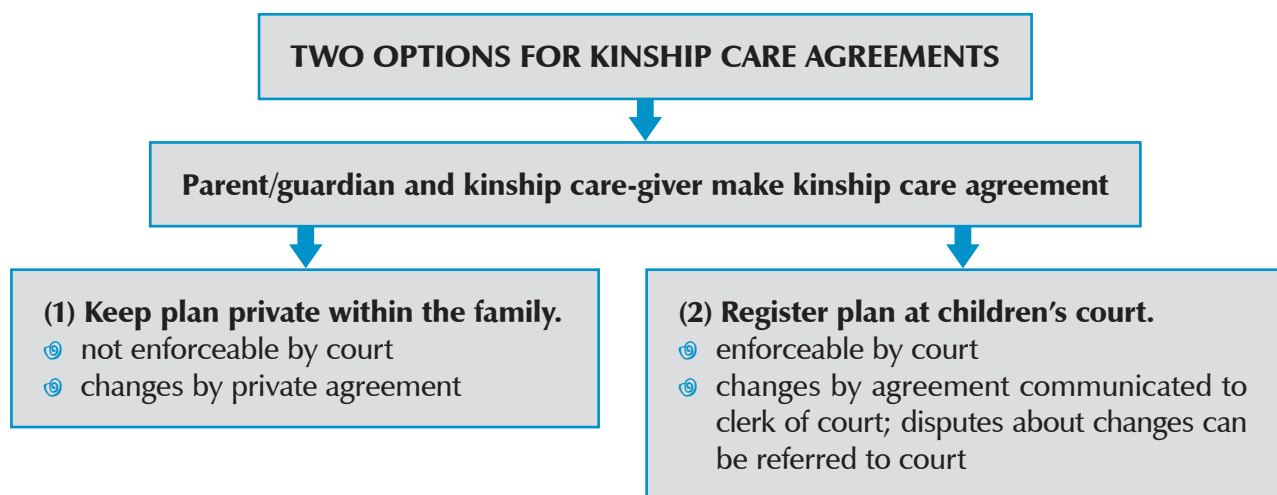 TWO OPTIONS FOR KINSHIP CARE AGREEMENTS
Parent/guardian and kinship care-giver make kinship care agreement
(1) Keep plan private within the family.
not enforceable by court
changes by private agreement
(2) Register plan at children's court.
enforceable by court
changes by agreement communicated to
clerk of court; disputes about changes can
be referred to court